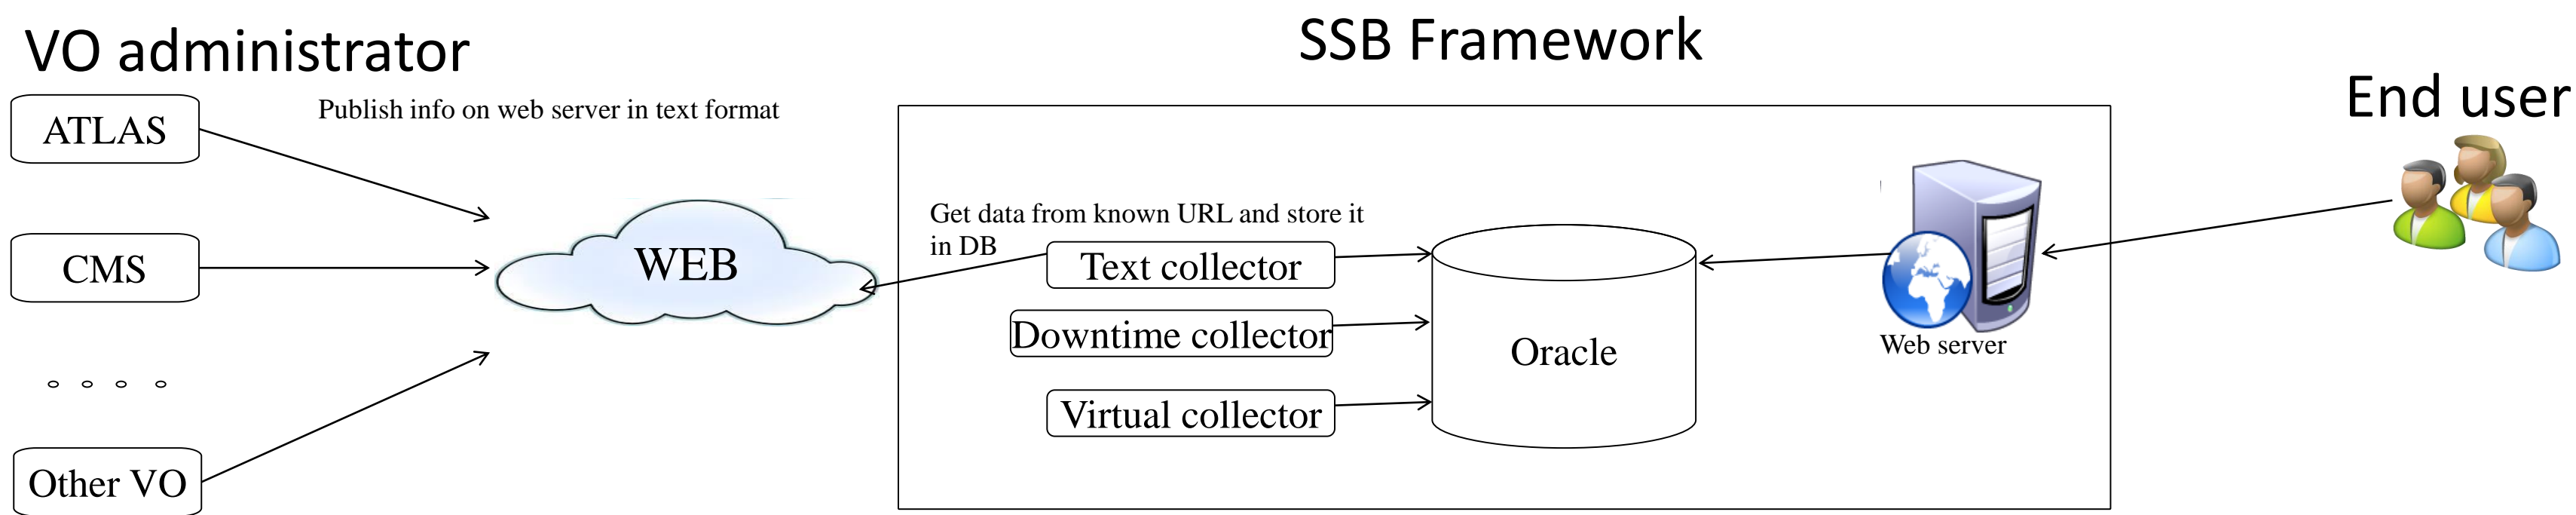 VO administrator
SSB Framework
End user
Publish info on web server in text format
ATLAS
CMS
Other VO
WEB
Get data from known URL and store it
in DB
Text collector
Downtime collector
Virtual collector
Oracle
Web server